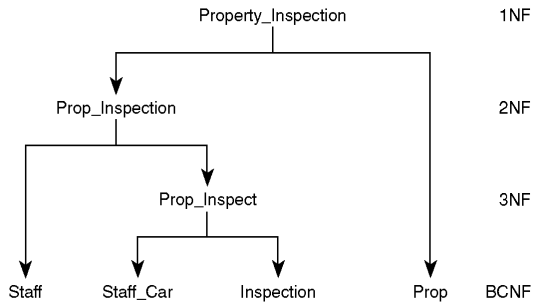 Property_Inspection 1NF
Prop_Inspection 2NF
Prop_Inspect 3NF
Staff Staff_Car Inspection Prop BCNF